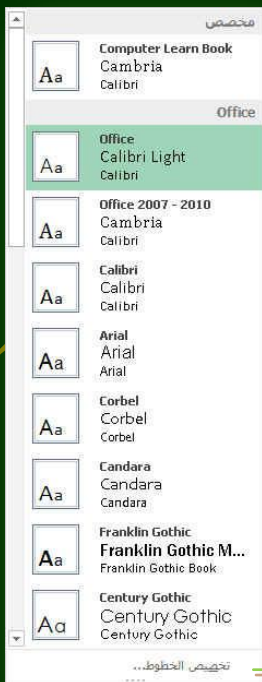 مخصص
Aa
Computer Learn Book
Cambria
Calibri
Office
Aa
Office
Calibri Light
Calibri
Aa
Office 2007 - 2010
Cambria
Calibri
Aa
Calibri
Calibri
Calibri
Aa
Arial
Arial
Arial
Aa
Corbel
Corbel
Corbel
Aa
Candara
Candara
Candara
Aa
Franklin Gothic
Franklin Gothic M...
Franklin Gothic Book
Aa
Century Gothic
Century Gothic
Century Gothic
تخصيص الخطوط...